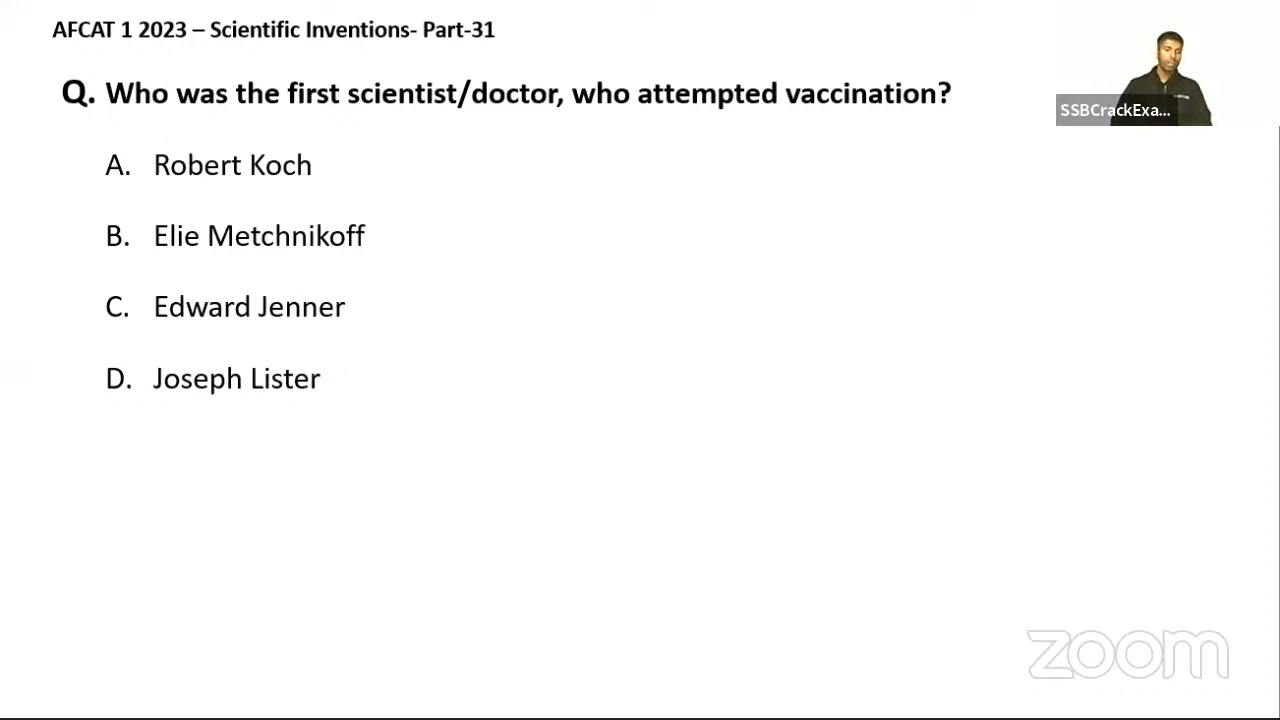 AFCAT 1 2023 – Scientific Inventions- Part-31
Q. Who was the first scientist/doctor, who attempted vaccination?
SSBCrackExa...
A. Robert Koch
B. Elie Metchnikoff
C. Edward Jenner
D. Joseph Lister
zoom